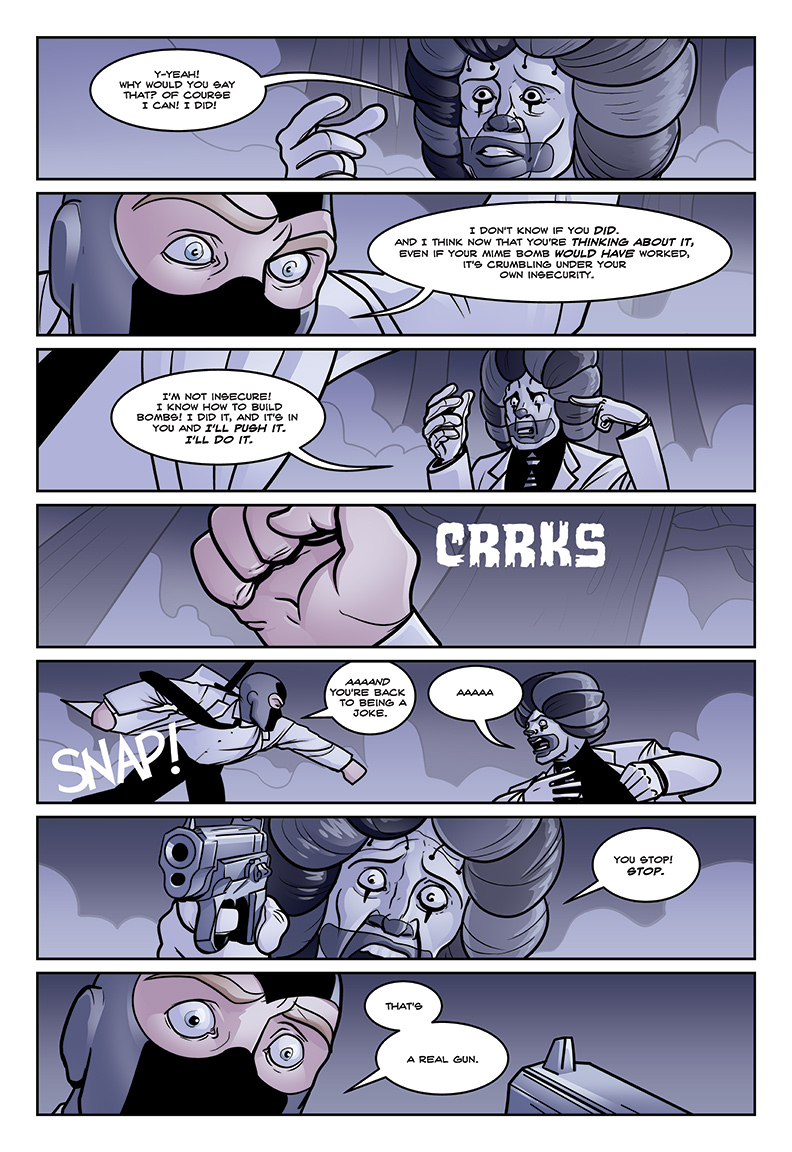 Y-YEAH!
WHY WOULD YOU SAY
THAT? OF COURSE
I CAN! I DID!
I DON'T KNOW IF YOU DID.
AND I THINK NOW THAT YOU'RE THINKING ABOUT IT,
EVEN IF YOUR MIME BOMB WOULD HAVE WORKED,
IT'S CRUMBLING UNDER YOUR
OWN INSECURITY.
I'M NOT INSECURE!
I KNOW HOW TO BUILD
BOMBS! I DID IT, AND IT'S IN
YOU AND I'LL PUSH IT.
I'LL DO IT.
CRRKS
SNAP!
AAAAND
YOU'RE BACK
TO BEING A
JOKE.
AAAAA
YOU STOP!
STOP.
THAT'S
A REAL GUN.